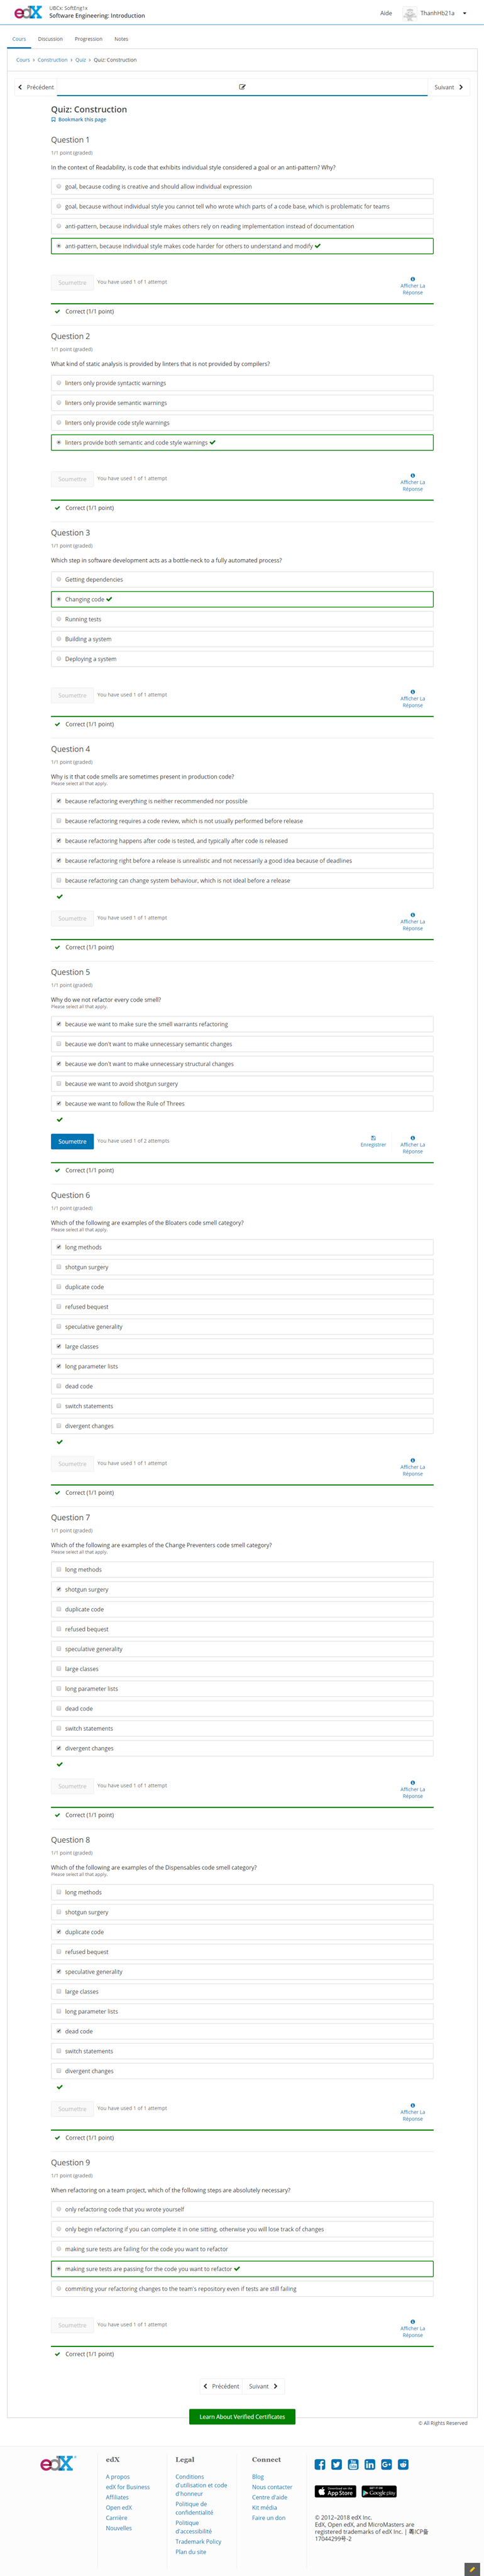 edX
UBCx: SoftEng1x
Software Engineering: Introduction
Aide
ThanhHb21a
Cours
Discussion
Progression
Notes
Cours > Construction > Quiz > Quiz: Construction
Précédent
Suivant
Quiz: Construction
Bookmark this page
Question 1
1/1 point (graded)
In the context of Readability, is code that exhibits individual style considered a goal or an anti-pattern? Why?
goal, because coding is creative and should allow individual expression
goal, because without individual style you cannot tell who wrote which parts of a code base, which is problematic for teams
anti-pattern, because individual style makes others rely on reading implementation instead of documentation
anti-pattern, because individual style makes code harder for others to understand and modify
Soumettre
You have used 1 of 1 attempt
Afficher La
Réponse
Correct (1/1 point)
Question 2
1/1 point (graded)
What kind of static analysis is provided by linters that is not provided by compilers?
linters only provide syntactic warnings
linters only provide semantic warnings
linters only provide code style warnings
linters provide both semantic and code style warnings
Soumettre
You have used 1 of 1 attempt
Afficher La
Réponse
Correct (1/1 point)
Question 3
1/1 point (graded)
Which step in software development acts as a bottle-neck to a fully automated process?
Getting dependencies
Changing code
Running tests
Building a system
Deploying a system
Soumettre
You have used 1 of 1 attempt
Afficher La
Réponse
Correct (1/1 point)
Question 4
1/1 point (graded)
Why is it that code smells are sometimes present in production code?
Please select all that apply.
because refactoring everything is neither recommended nor possible
because refactoring requires a code review, which is not usually performed before release
because refactoring happens after code is tested, and typically after code is released
because refactoring right before a release is unrealistic and not necessarily a good idea because of deadlines
because refactoring can change system behaviour, which is not ideal before a release
Soumettre
You have used 1 of 1 attempt
Afficher La
Réponse
Correct (1/1 point)
Question 5
1/1 point (graded)
Why do we not refactor every code smell?
Please select all that apply.
because we want to make sure the smell warrants refactoring
because we don't want to make unnecessary semantic changes
because we don't want to make unnecessary structural changes
because we want to avoid shotgun surgery
because we want to follow the Rule of Threes
Soumettre
You have used 1 of 2 attempts
Enregistrer
Afficher La
Réponse
Correct (1/1 point)
Question 6
1/1 point (graded)
Which of the following are examples of the Bloaters code smell category?
Please select all that apply.
long methods
shotgun surgery
duplicate code
refused bequest
speculative generality
large classes
long parameter lists
dead code
switch statements
divergent changes
Soumettre
You have used 1 of 1 attempt
Afficher La
Réponse
Correct (1/1 point)
Question 7
1/1 point (graded)
Which of the following are examples of the Change Preventers code smell category?
Please select all that apply.
long methods
shotgun surgery
duplicate code
refused bequest
speculative generality
large classes
long parameter lists
dead code
switch statements
divergent changes
Soumettre
You have used 1 of 1 attempt
Afficher La
Réponse
Correct (1/1 point)
Question 8
1/1 point (graded)
Which of the following are examples of the Dispensables code smell category?
Please select all that apply.
long methods
shotgun surgery
duplicate code
refused bequest
speculative generality
large classes
long parameter lists
dead code
switch statements
divergent changes
Soumettre
You have used 1 of 1 attempt
Afficher La
Réponse
Correct (1/1 point)
Question 9
1/1 point (graded)
When refactoring on a team project, which of the following steps are absolutely necessary?
only refactoring code that you wrote yourself
only begin refactoring if you can complete it in one sitting, otherwise you will lose track of changes
making sure tests are failing for the code you want to refactor
making sure tests are passing for the code you want to refactor
commiting your refactoring changes to the team's repository even if tests are still failing
Soumettre
You have used 1 of 1 attempt
Afficher La
Réponse
Correct (1/1 point)
Précédent
Suivant
Learn About Verified Certificates
© All Rights Reserved
edX
edX
A propos
edX for Business
Affiliates
Open edX
Carrière
Nouvelles
Legal
Conditions
d'utilisation et code
d'honneur
Politique de
confidentialité
Politique
d'accessibilité
Trademark Policy
Plan du site
Connect
Blog
Nous contacter
Centre d'aide
Kit média
Faire un don
App Store
Google play
© 2012–2018 edX Inc.
EdX, Open edX, and MicroMasters are
registered trademarks of edX Inc. | 粤ICP备
17044299号-2